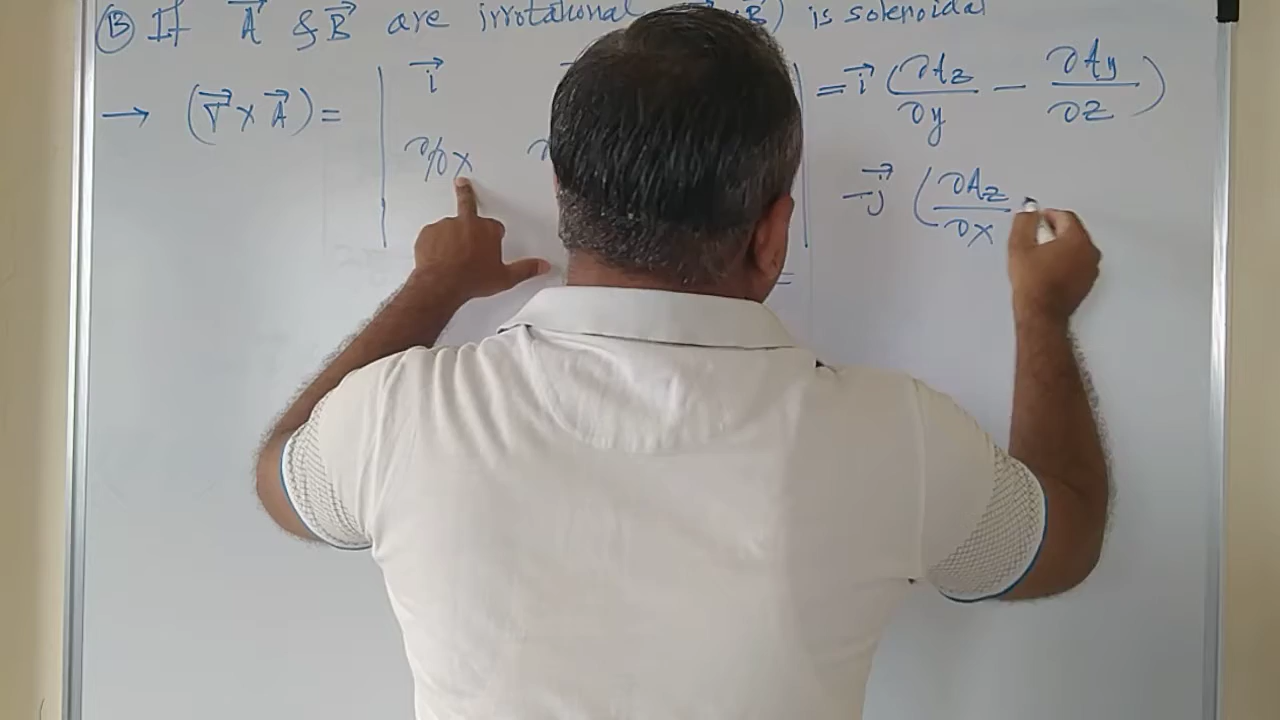 Ⓑ If A⃗ & B⃗ are irrotational B⃗) is solenoidal
→ (∇⃗ × A⃗) = | i⃗ | = i⃗ (∂Az/∂y − ∂Ay/∂z)
∂/∂x
−j⃗ (∂Az/∂x
=